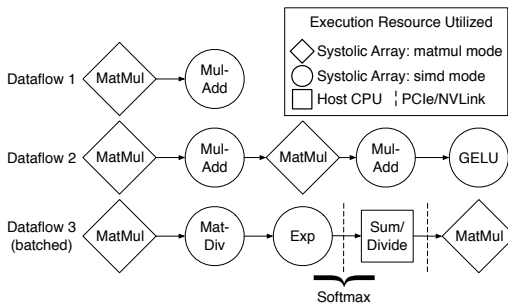 Execution Resource Utilized
Systolic Array: matmul mode
Systolic Array: simd mode
Host CPU
PCIe/NVLink
Dataflow 1
MatMul
Mul-
Add
Dataflow 2
MatMul
Mul-
Add
MatMul
Mul-
Add
GELU
Dataflow 3
(batched)
MatMul
Mat-
Div
Exp
Sum/
Divide
MatMul
Softmax